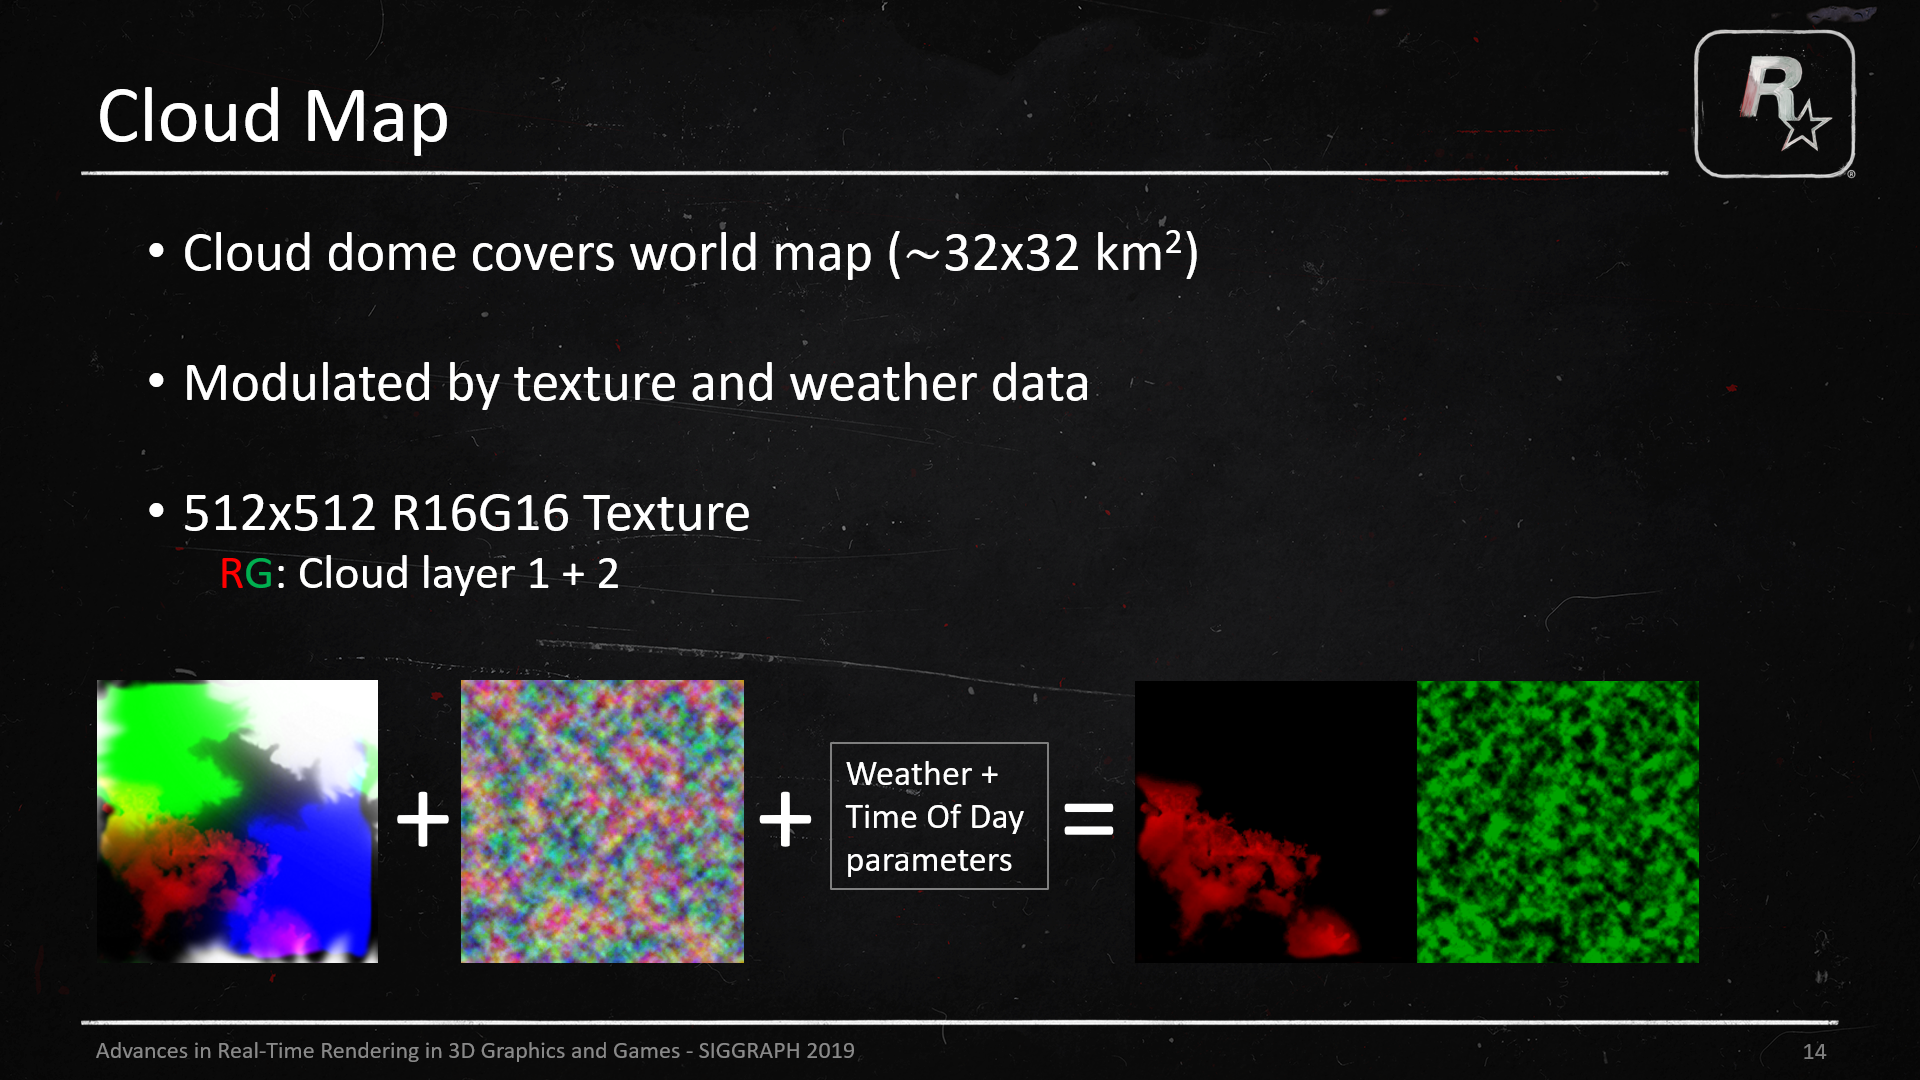 Cloud Map
R
®
• Cloud dome covers world map (~32x32 km²)
• Modulated by texture and weather data
• 512x512 R16G16 Texture
RG: Cloud layer 1 + 2
+
+
Weather +
Time Of Day
parameters
=
Advances in Real-Time Rendering in 3D Graphics and Games - SIGGRAPH 2019
14